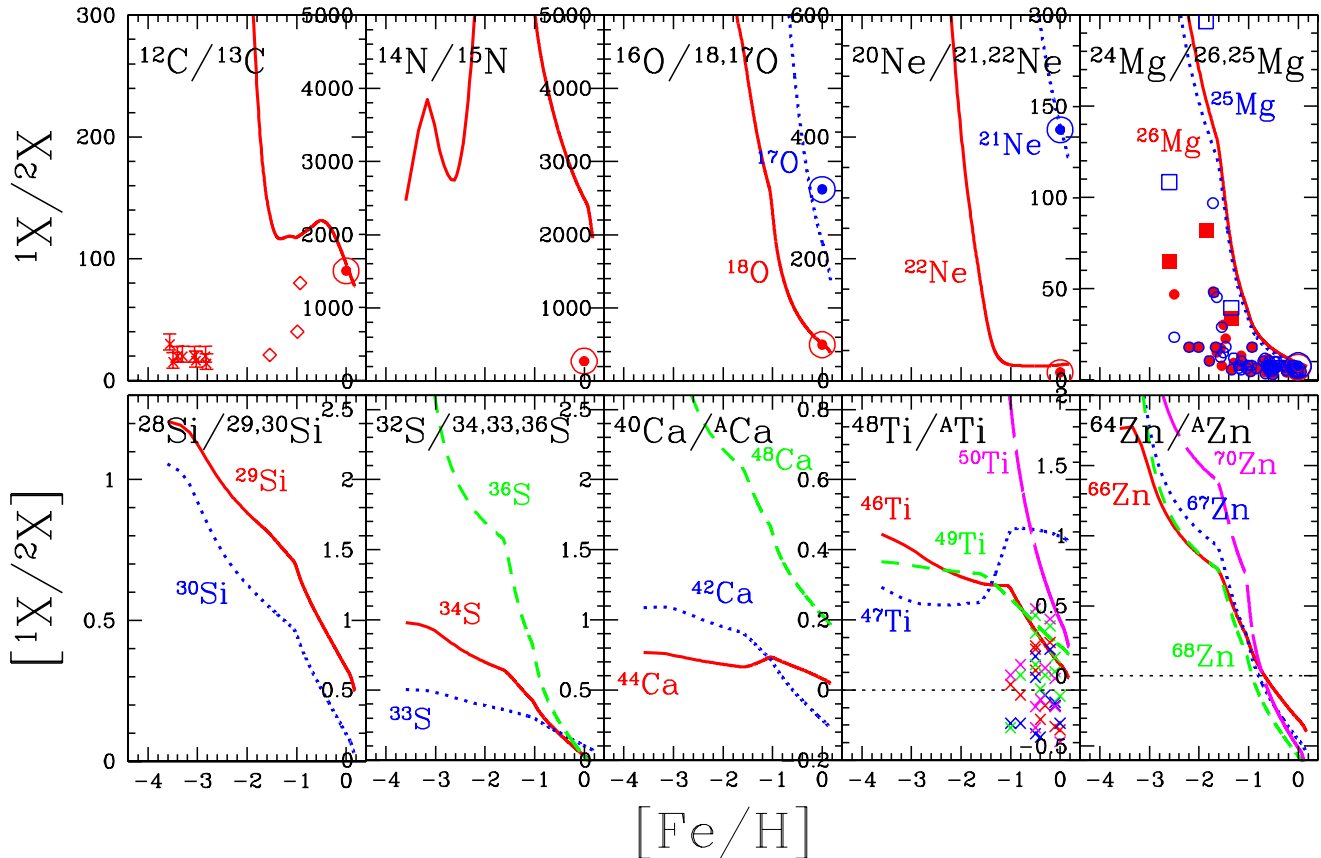 ¹X/²X
¹²C/¹³C
¹⁴N/¹⁵N
¹⁶O/¹⁸,¹⁷O
²⁰Ne/²¹,²²Ne
²⁴Mg/²⁶,²⁵Mg
300
200
100
0
5000
4000
3000
2000
1000
0
5000
4000
3000
2000
1000
0
600
400
200
0
300
150
100
50
0
¹⁷O
¹⁸O
²¹Ne
²²Ne
²⁵Mg
²⁶Mg
[¹X/²X]
²⁸Si/²⁹,³⁰Si
³²S/³⁴,³³,³⁶S
⁴⁰Ca/ᴬCa
⁴⁸Ti/ᴬTi
⁶⁴Zn/ᴬZn
1
0.5
0
2.5
2
1.5
1
0.5
0
2.5
2
1.5
1
0.5
0
0.8
0.6
0.4
0.2
0
0.2
2
1.5
1
0.5
0
-0.5
²⁹Si
³⁰Si
³⁶S
³⁴S
³³S
⁴⁸Ca
⁴²Ca
⁴⁴Ca
⁵⁰Ti
⁴⁶Ti
⁴⁹Ti
⁴⁷Ti
⁷⁰Zn
⁶⁶Zn
⁶⁷Zn
⁶⁸Zn
−4 −3 −2 −1 0
−4 −3 −2 −1 0
−4 −3 −2 −1 0
−4 −3 −2 −1 0
−4 −3 −2 −1 0
[Fe/H]